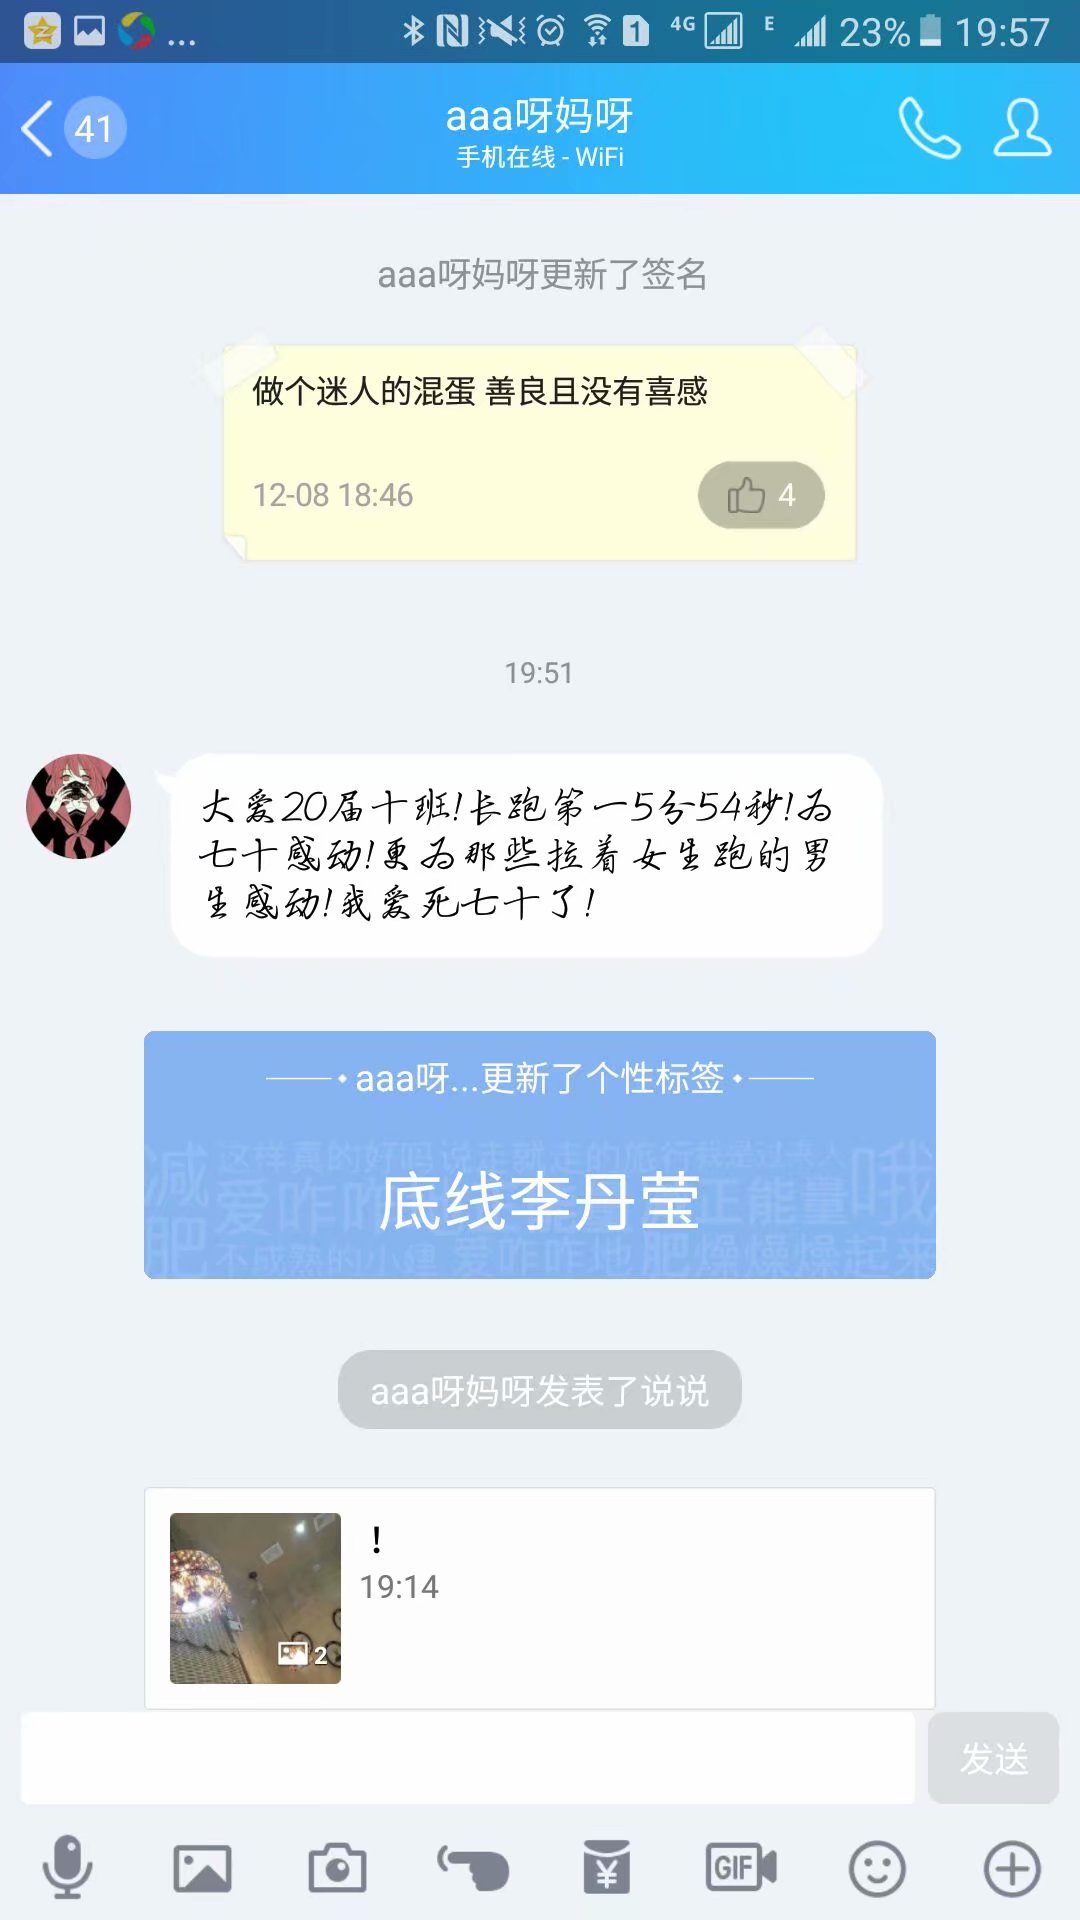 1 4G E 23% 19:57
41
aaa呀妈呀
手机在线 - WiFi
aaa呀妈呀更新了签名
做个迷人的混蛋 善良且没有喜感
12-08 18:46
4
19:51
大爱20届十班!长跑第一5分54秒!为
七十感动!更为那些拉着女生跑的男
生感动!我爱死七十了!
aaa呀...更新了个性标签
减肥
这样真的好吗说走就走的旅行我是过来人
爱咋咋
正能量
哦
不成熟的小建 爱咋咋地 肥燥燥燥起来
底线李丹莹
aaa呀妈呀发表了说说
！
19:14
2
发送
¥
GIF